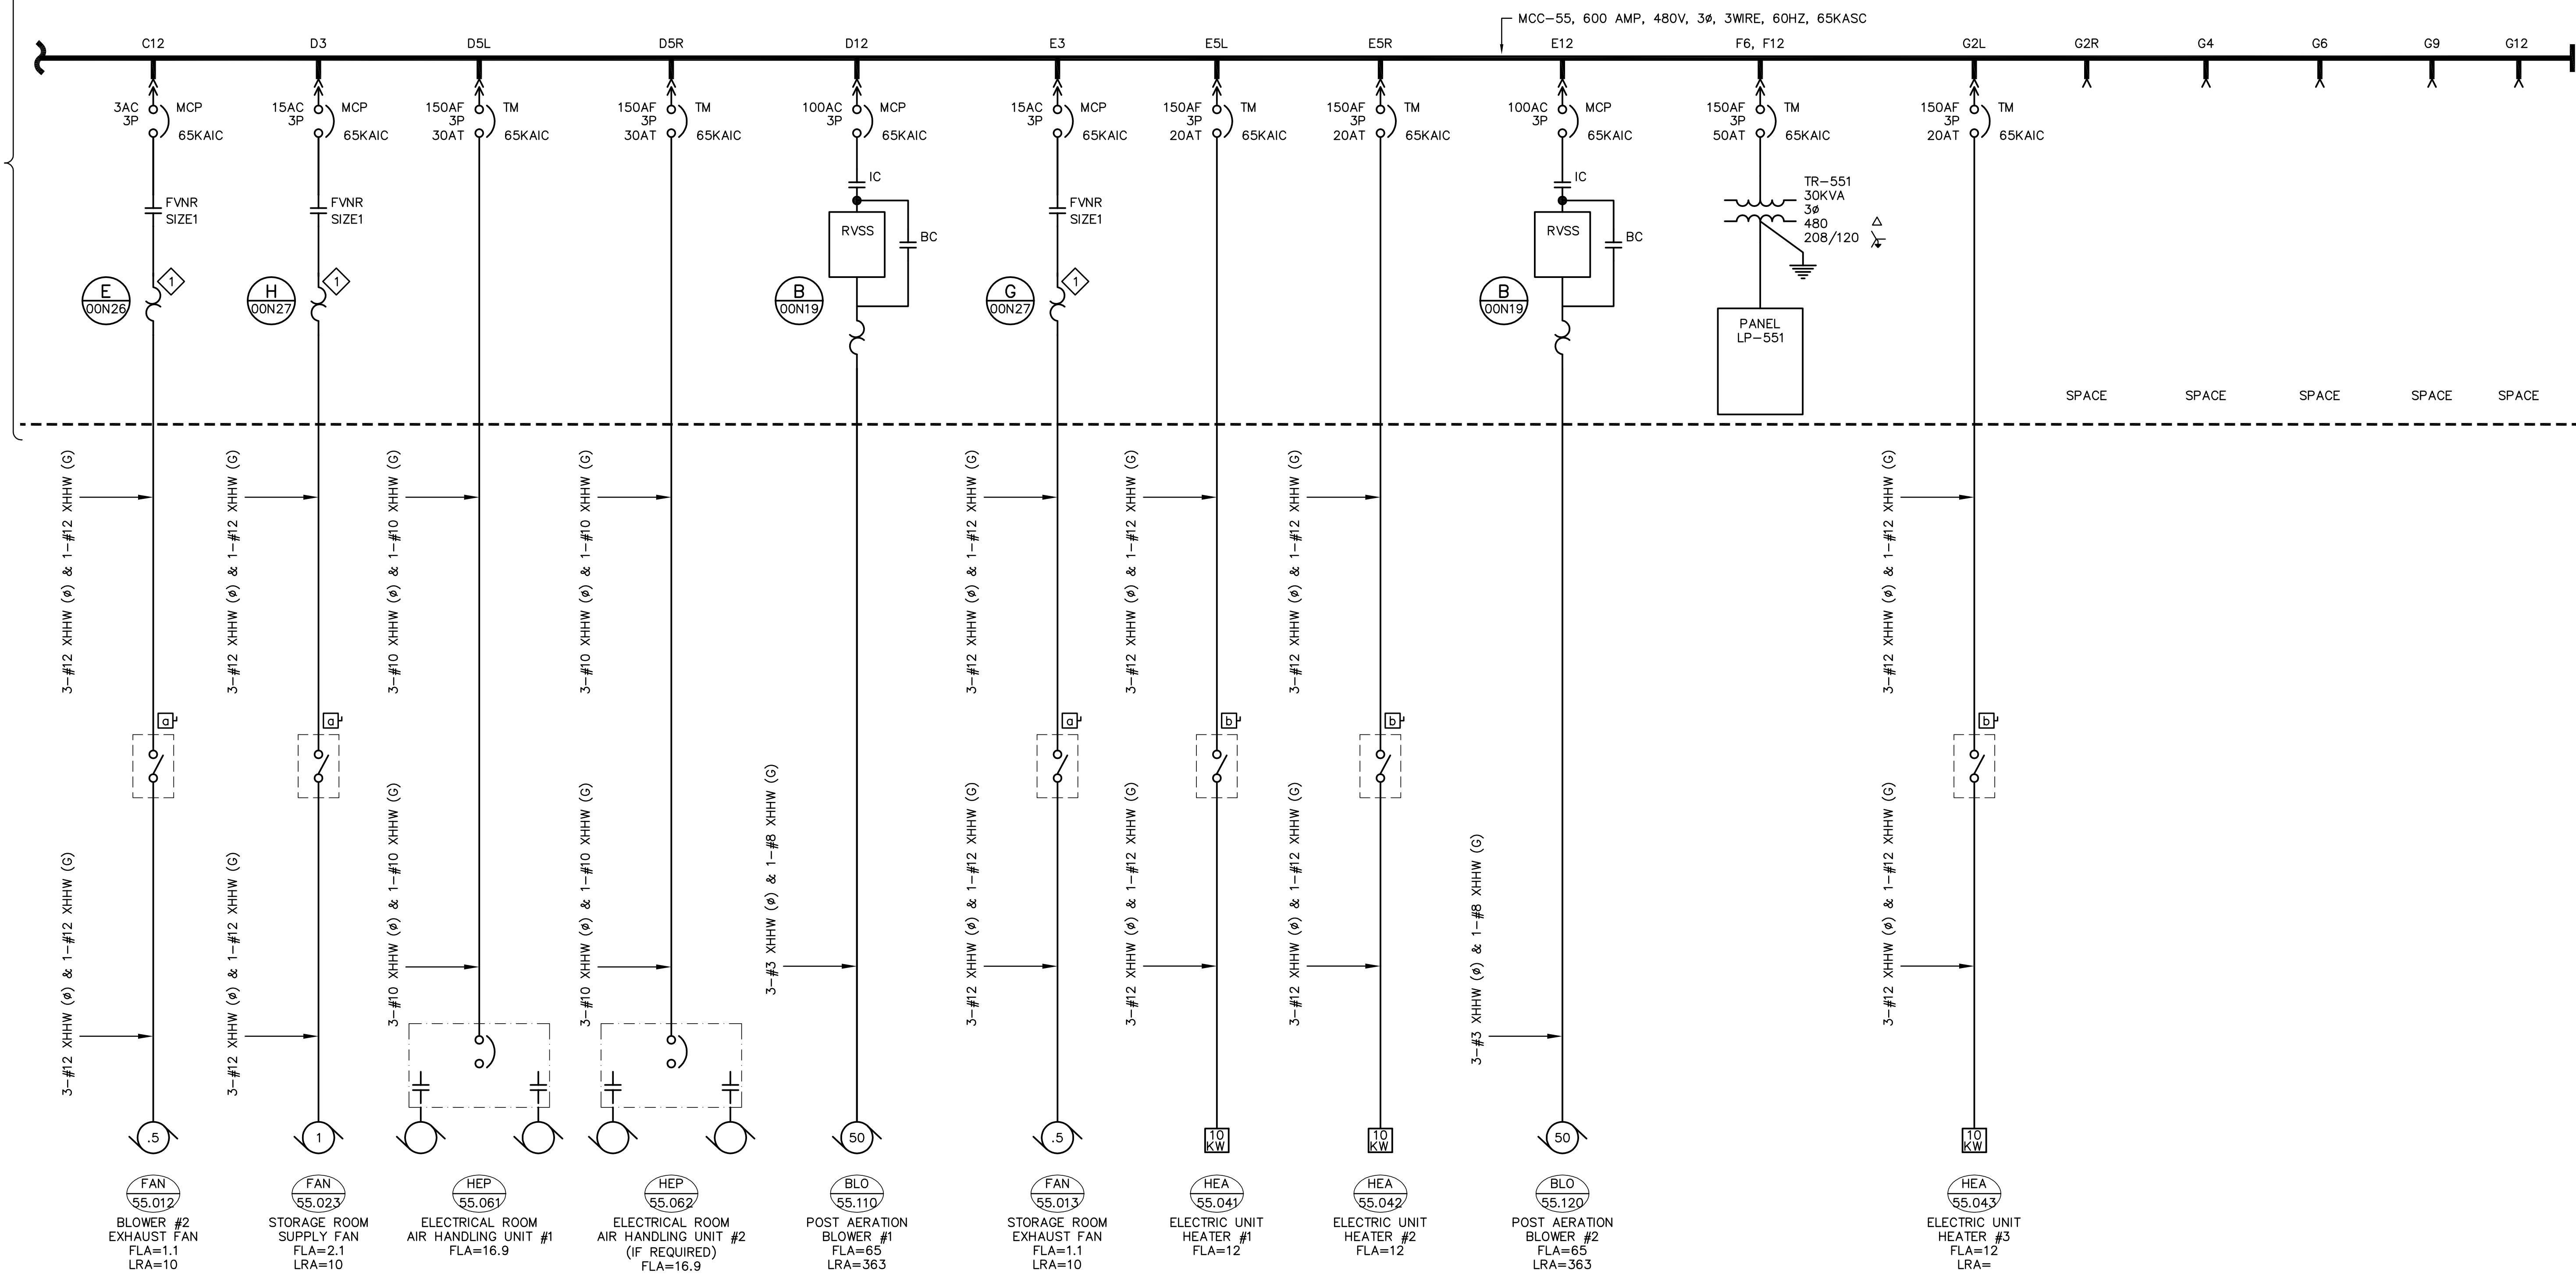 MCC-55, 600 AMP, 480V, 3ø, 3WIRE, 60HZ, 65KASC
C12
D3
D5L
D5R
D12
E3
E5L
E5R
E12
F6, F12
G2L
G2R
G4
G6
G9
G12
3AC
3P
MCP
65KAIC
15AC
3P
MCP
65KAIC
150AF
3P
30AT
TM
65KAIC
150AF
3P
30AT
TM
65KAIC
100AC
3P
MCP
65KAIC
15AC
3P
MCP
65KAIC
150AF
3P
20AT
TM
65KAIC
150AF
3P
20AT
TM
65KAIC
100AC
3P
MCP
65KAIC
150AF
3P
50AT
TM
65KAIC
150AF
3P
20AT
TM
65KAIC
FVNR
SIZE1
FVNR
SIZE1
IC
RVSS
BC
FVNR
SIZE1
IC
RVSS
BC
TR-551
30KVA
3ø
480
208/120
E
00N26
1
H
00N27
1
B
00N19
G
00N27
1
B
00N19
PANEL
LP-551
SPACE
SPACE
SPACE
SPACE
SPACE
3-#12 XHHW (ø) & 1-#12 XHHW (G)
3-#12 XHHW (ø) & 1-#12 XHHW (G)
3-#10 XHHW (ø) & 1-#10 XHHW (G)
3-#10 XHHW (ø) & 1-#10 XHHW (G)
3-#12 XHHW (ø) & 1-#12 XHHW (G)
3-#12 XHHW (ø) & 1-#12 XHHW (G)
3-#12 XHHW (ø) & 1-#12 XHHW (G)
3-#12 XHHW (ø) & 1-#12 XHHW (G)
a
a
a
b
b
b
3-#12 XHHW (ø) & 1-#12 XHHW (G)
3-#12 XHHW (ø) & 1-#12 XHHW (G)
3-#10 XHHW (ø) & 1-#10 XHHW (G)
3-#10 XHHW (ø) & 1-#10 XHHW (G)
3-#3 XHHW (ø) & 1-#8 XHHW (G)
3-#12 XHHW (ø) & 1-#12 XHHW (G)
3-#12 XHHW (ø) & 1-#12 XHHW (G)
3-#12 XHHW (ø) & 1-#12 XHHW (G)
3-#3 XHHW (ø) & 1-#8 XHHW (G)
3-#12 XHHW (ø) & 1-#12 XHHW (G)
.5
1
50
.5
10
KW
10
KW
50
10
KW
FAN
55.012
BLOWER #2
EXHAUST FAN
FLA=1.1
LRA=10
FAN
55.023
STORAGE ROOM
SUPPLY FAN
FLA=2.1
LRA=10
HEP
55.061
ELECTRICAL ROOM
AIR HANDLING UNIT #1
FLA=16.9
HEP
55.062
ELECTRICAL ROOM
AIR HANDLING UNIT #2
(IF REQUIRED)
FLA=16.9
BLO
55.110
POST AERATION
BLOWER #1
FLA=65
LRA=363
FAN
55.013
STORAGE ROOM
EXHAUST FAN
FLA=1.1
LRA=10
HEA
55.041
ELECTRIC UNIT
HEATER #1
FLA=12
HEA
55.042
ELECTRIC UNIT
HEATER #2
FLA=12
BLO
55.120
POST AERATION
BLOWER #2
FLA=65
LRA=363
HEA
55.043
ELECTRIC UNIT
HEATER #3
FLA=12
LRA=